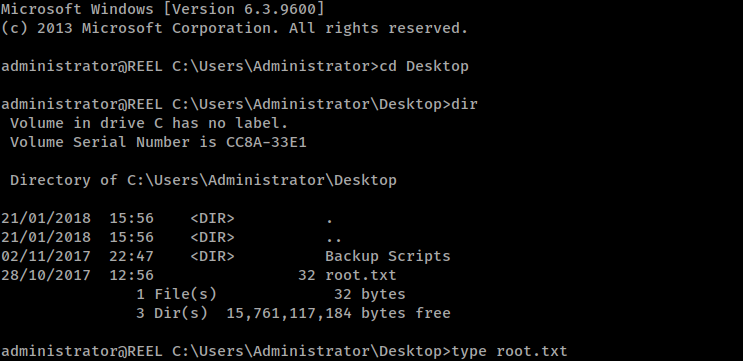 Microsoft Windows [Version 6.3.9600]
(c) 2013 Microsoft Corporation. All rights reserved.
administrator@REEL C:\Users\Administrator>cd Desktop
administrator@REEL C:\Users\Administrator\Desktop>dir
Volume in drive C has no label.
Volume Serial Number is CC8A-33E1
Directory of C:\Users\Administrator\Desktop
21/01/2018  15:56    <DIR>          .
21/01/2018  15:56    <DIR>          ..
02/11/2017  22:47    <DIR>          Backup Scripts
28/10/2017  12:56                32 root.txt
1 File(s)             32 bytes
3 Dir(s)  15,761,117,184 bytes free
administrator@REEL C:\Users\Administrator\Desktop>type root.txt